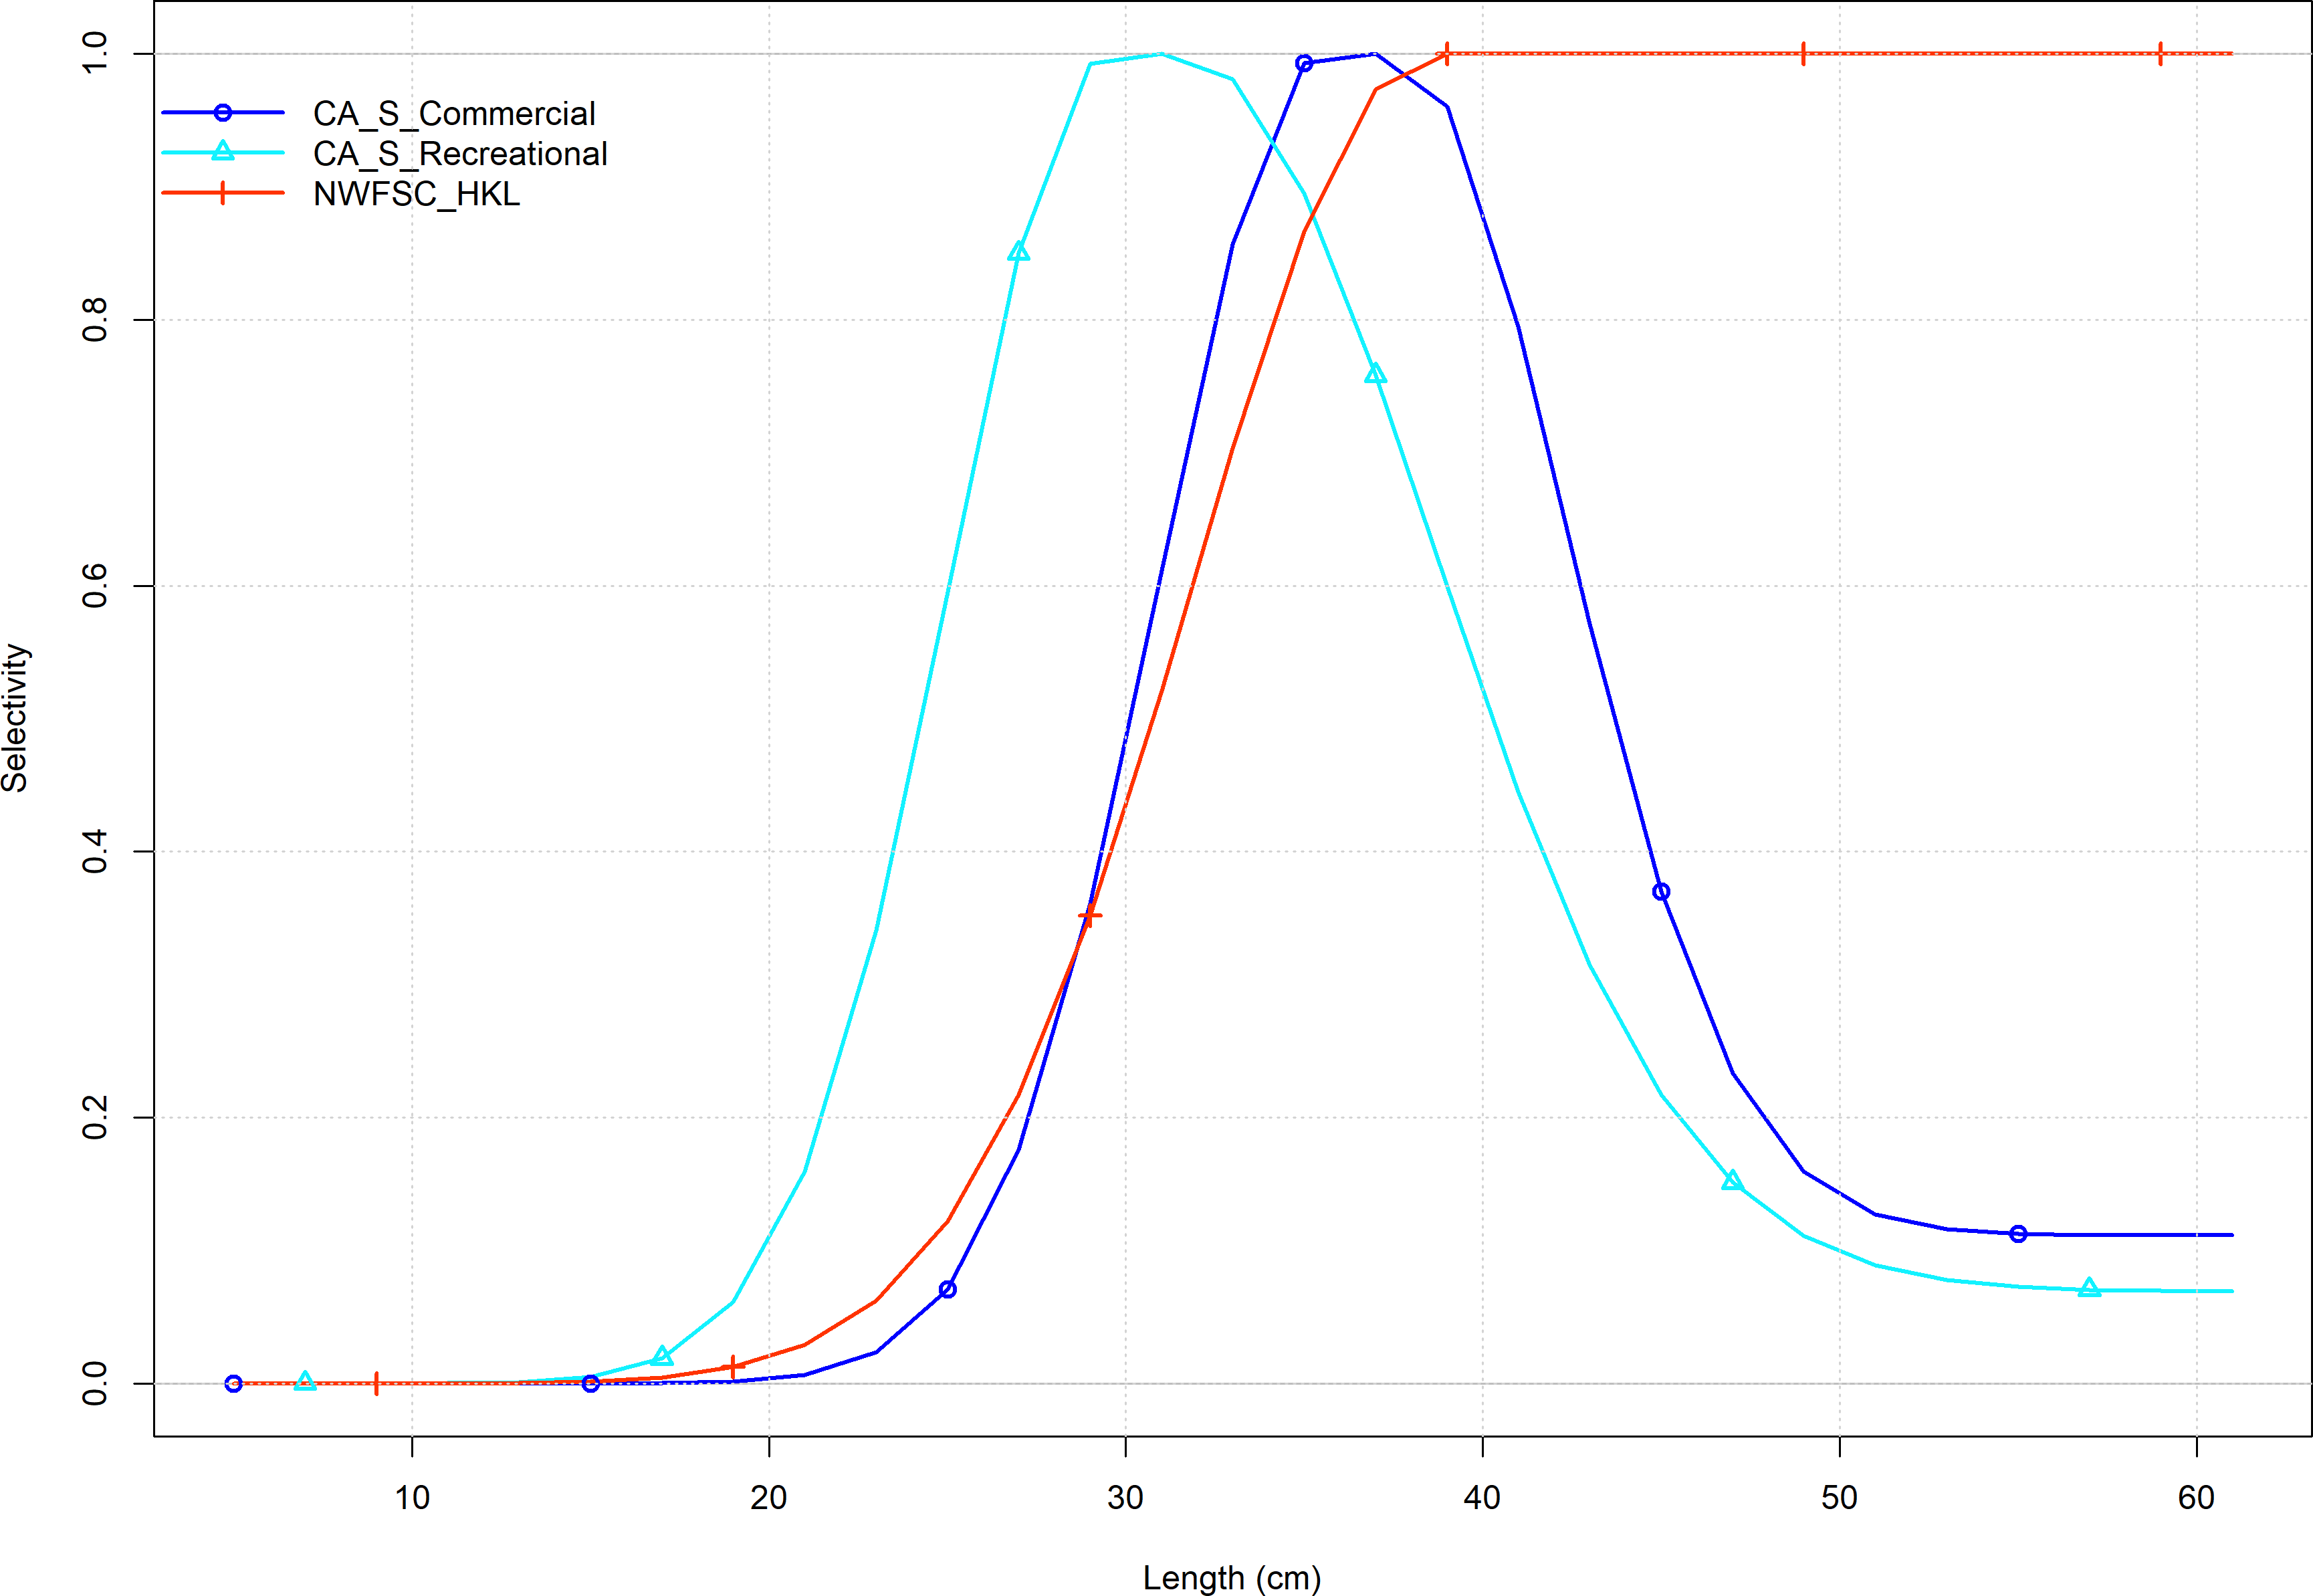 CA_S_Commercial
CA_S_Recreational
NWFSC_HKL
1.0
0.8
0.6
0.4
0.2
0.0
Selectivity
10 20 30 40 50 60
Length (cm)